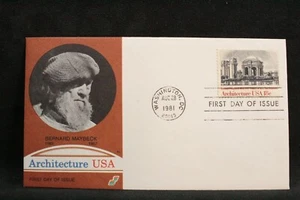 BERNARD MAYBECK
Architecture USA
FIRST DAY OF ISSUE
WASHINGTON, DC
AUG 28
1981
Architecture USA 18c
FIRST DAY OF ISSUE